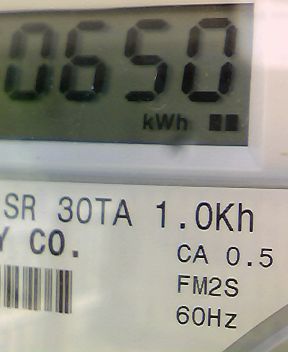 0650
kWh
SR 30TA 1.0Kh
Y CO.
CA 0.5
FM2S
60Hz